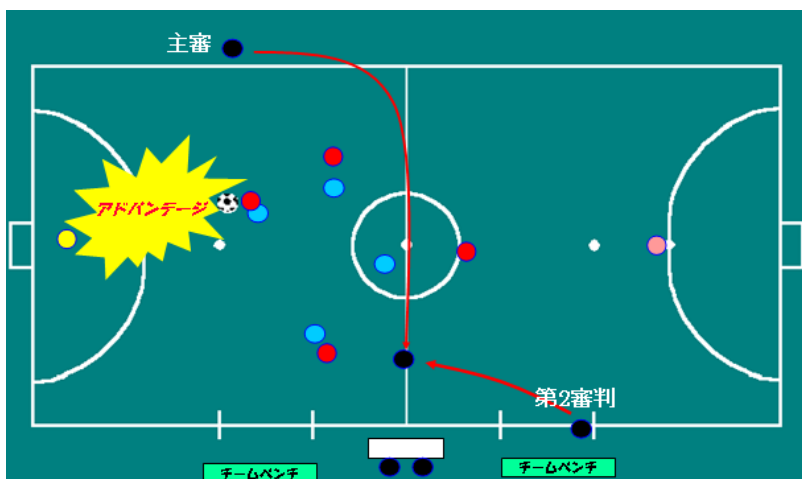 主審
アドバンテージ
第2審判
チームベンチ
チームベンチ